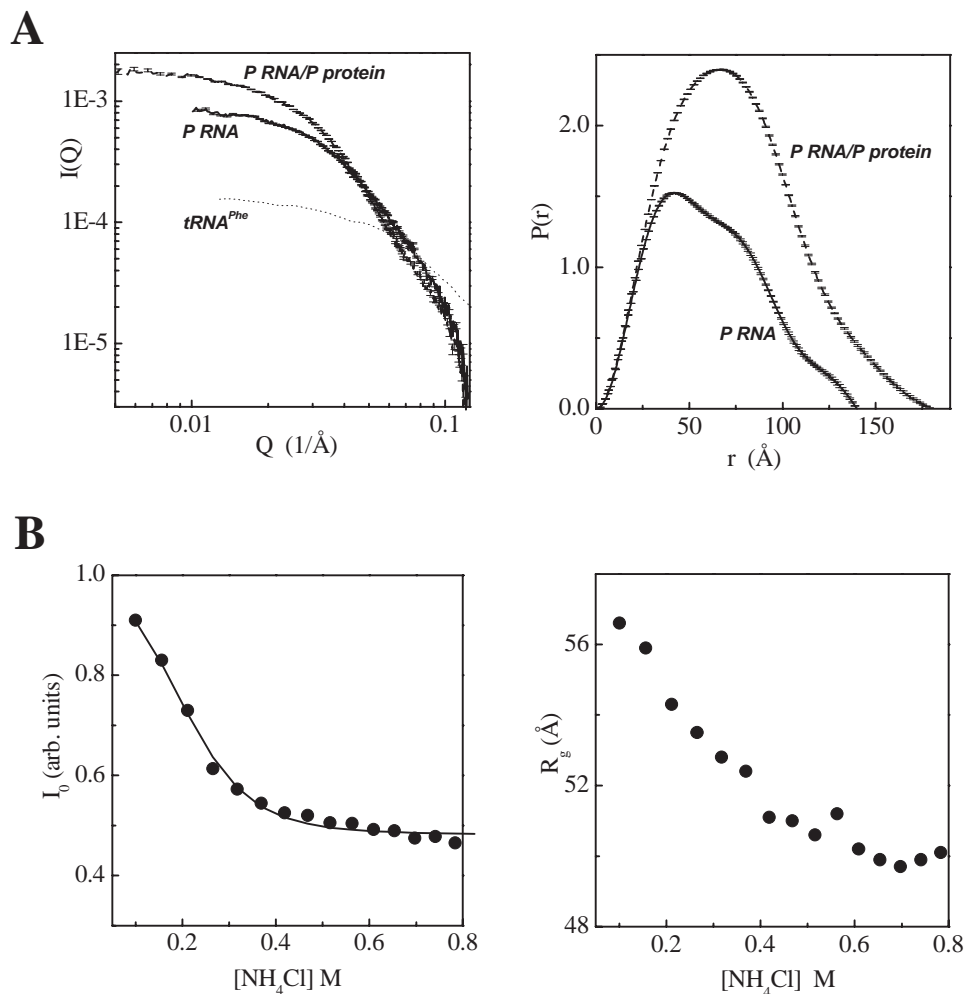 A
P RNA/P protein
P RNA
tRNA^Phe
1E-3
1E-4
1E-5
I(Q)
0.01
0.1
Q (1/Å)
P RNA/P protein
P RNA
2.0
1.0
0.0
P(r)
0
50
100
150
r (Å)
B
1.0
0.8
0.6
0.4
I₀ (arb. units)
0.2
0.4
0.6
0.8
[NH₄Cl] M
56
52
48
R_g (Å)
0.2
0.4
0.6
0.8
[NH₄Cl] M